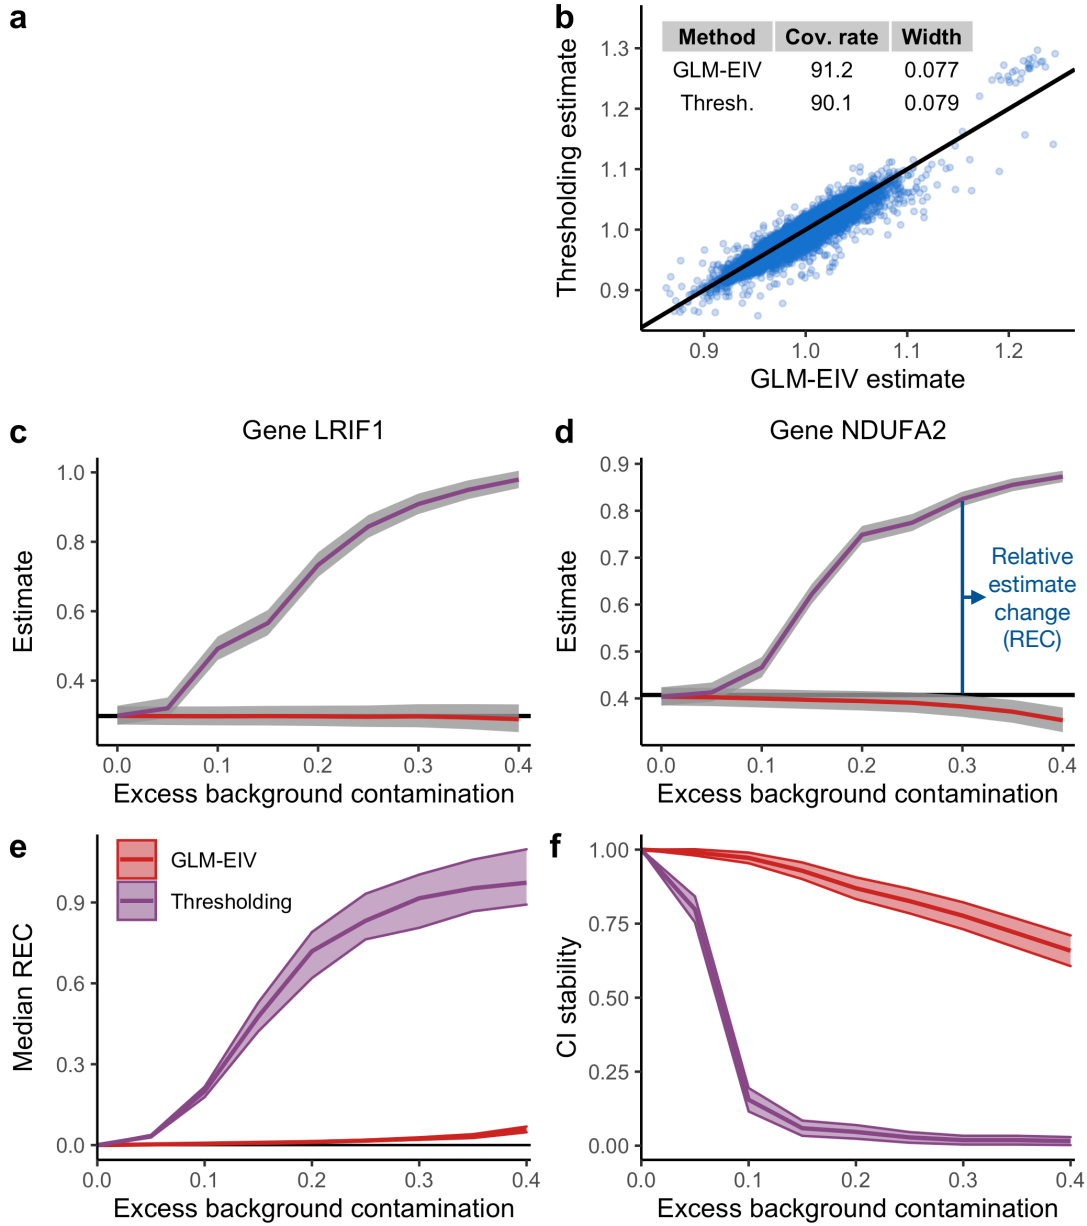 a
b
Method Cov. rate Width
GLM-EIV 91.2 0.077
Thresh. 90.1 0.079
Thresholding estimate
1.3
1.2
1.1
1.0
0.9
0.9 1.0 1.1 1.2
GLM-EIV estimate
c
Gene LRIF1
Estimate
1.0
0.8
0.6
0.4
0.0 0.1 0.2 0.3 0.4
Excess background contamination
d
Gene NDUFA2
Estimate
0.9
0.8
0.7
0.6
0.5
0.4
Relative
estimate
change
(REC)
0.0 0.1 0.2 0.3 0.4
Excess background contamination
e
GLM-EIV
Thresholding
Median REC
0.9
0.6
0.3
0.0
0.0 0.1 0.2 0.3 0.4
Excess background contamination
f
CI stability
1.00
0.75
0.50
0.25
0.00
0.0 0.1 0.2 0.3 0.4
Excess background contamination